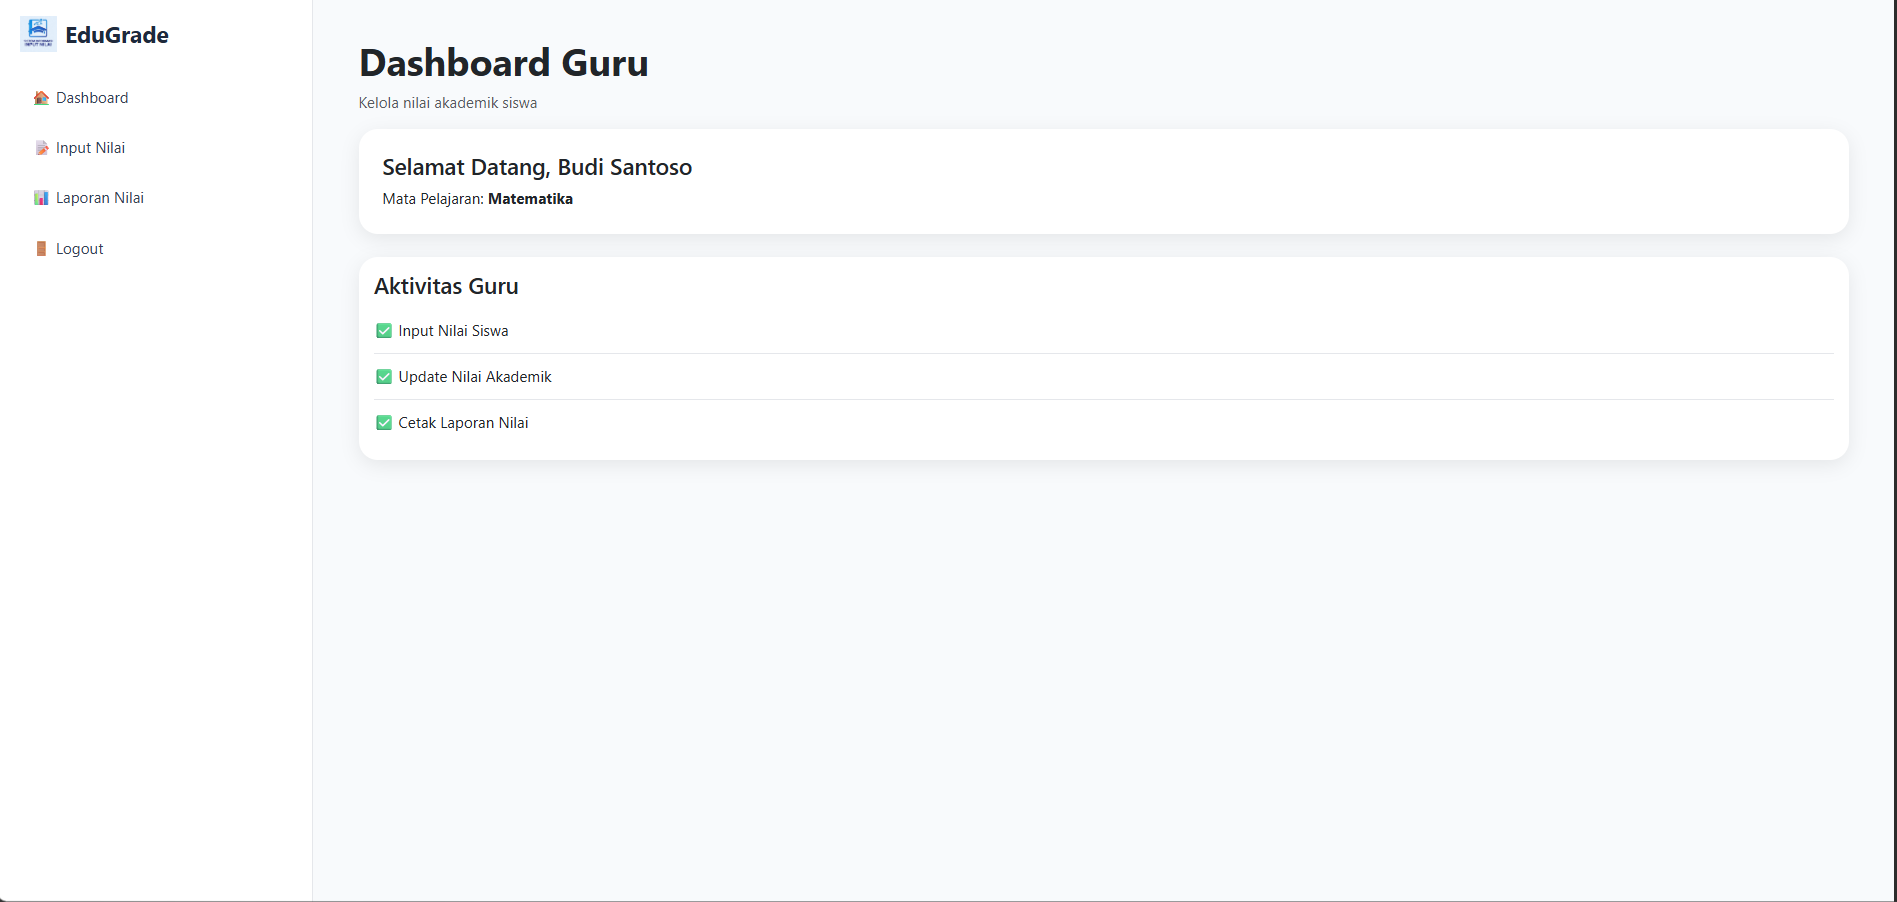 EduGrade
Dashboard
Input Nilai
Laporan Nilai
Logout
Dashboard Guru
Kelola nilai akademik siswa
Selamat Datang, Budi Santoso
Mata Pelajaran: Matematika
Aktivitas Guru
Input Nilai Siswa
Update Nilai Akademik
Cetak Laporan Nilai